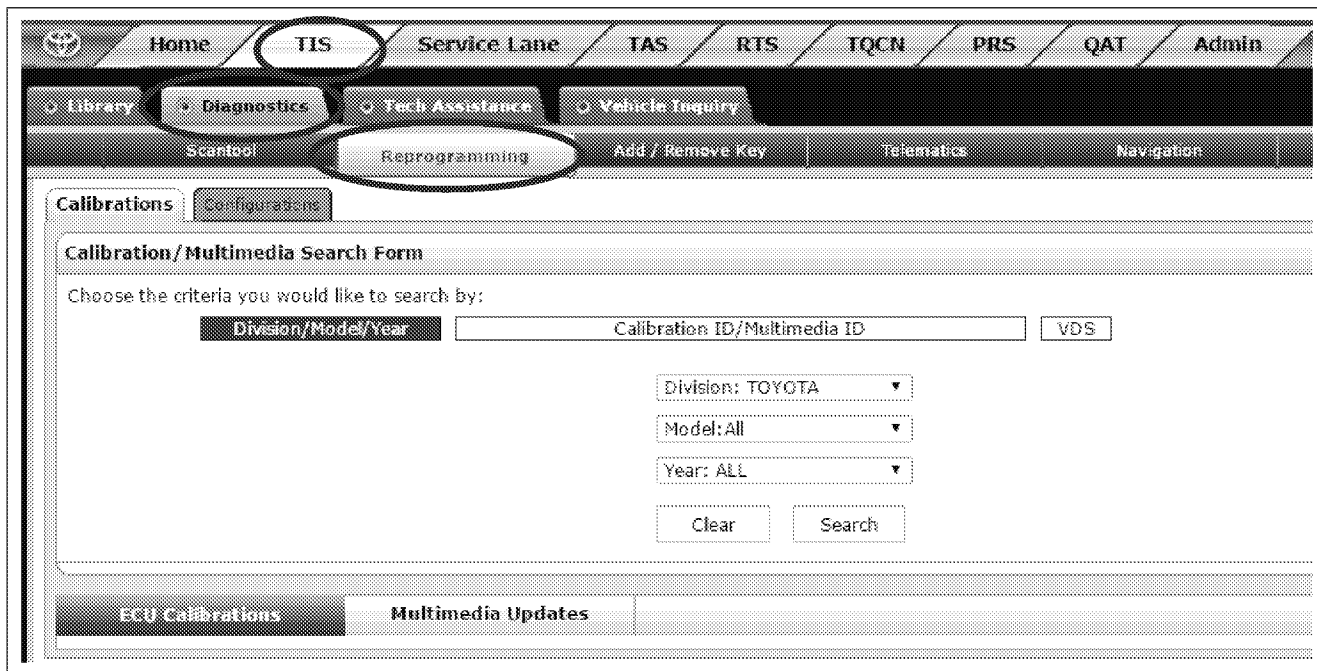 Home TIS Service Lane TAS RTS TQCN PRS QAT Admin
Library Diagnostics Tech Assistance Vehicle Inquiry
Scantool Reprogramming Add / Remove Key Telematics Navigation
Calibrations Configurations
Calibration/Multimedia Search Form
Choose the criteria you would like to search by:
Division/Model/Year Calibration ID/Multimedia ID VDS
Division: TOYOTA
Model:All
Year: ALL
Clear Search
ECU Calibrations Multimedia Updates